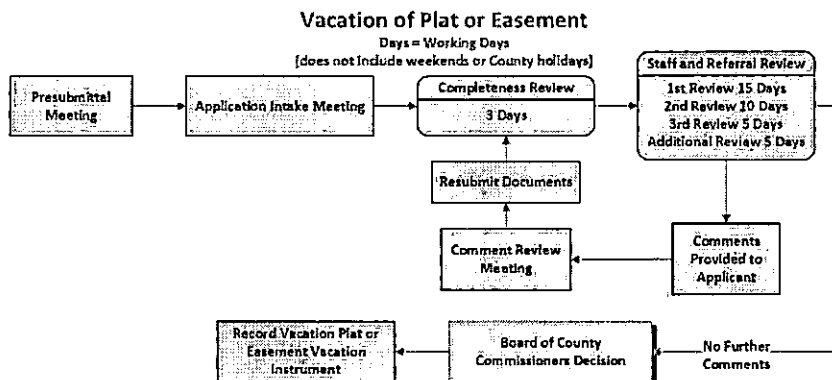 Vacation of Plat or Easement
Days = Working Days
[does not include weekends or County holidays]
Presubmittal
Meeting
Application Intake Meeting
Completeness Review
3 Days
Staff and Referral Review
1st Review 15 Days
2nd Review 10 Days
3rd Review 5 Days
Additional Review 5 Days
Resubmit Documents
Comment Review
Meeting
Comments
Provided to
Applicant
Record Vacation Plat or
Easement Vacation
Instrument
Board of County
Commissioners Decision
No Further
Comments